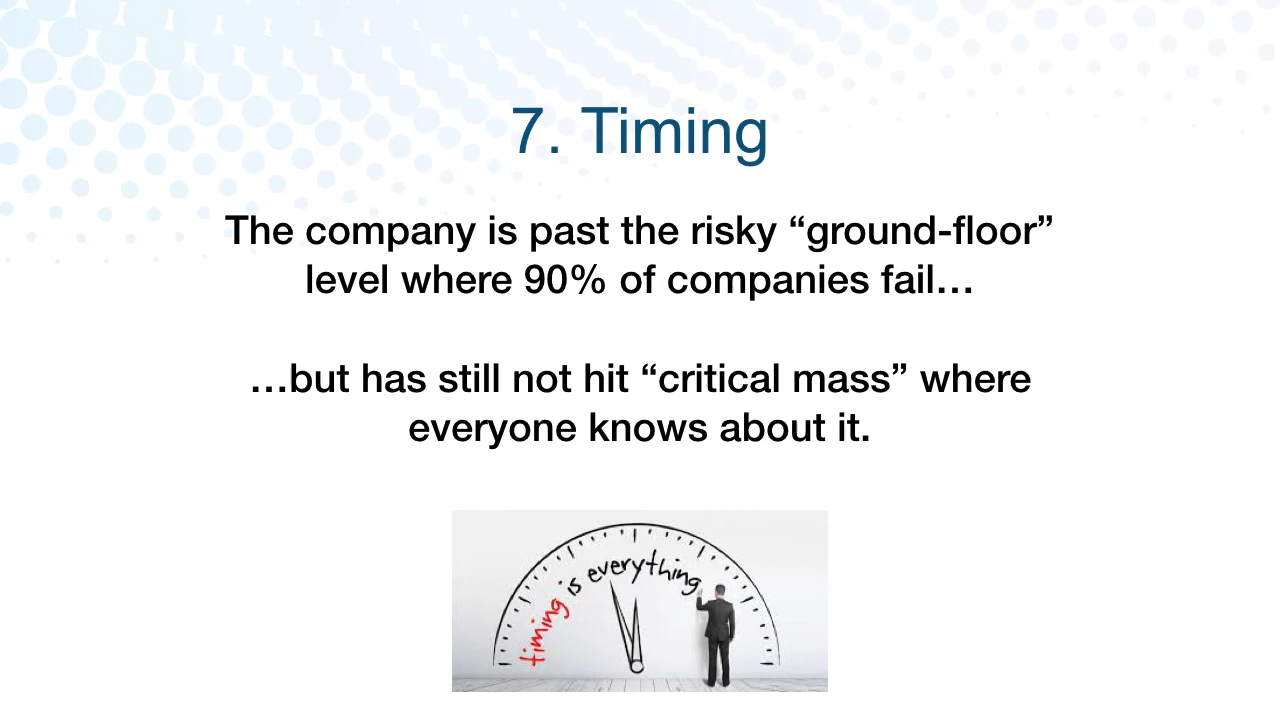 7. Timing
The company is past the risky “ground-floor”
level where 90% of companies fail…
…but has still not hit “critical mass” where
everyone knows about it.
timing is everything